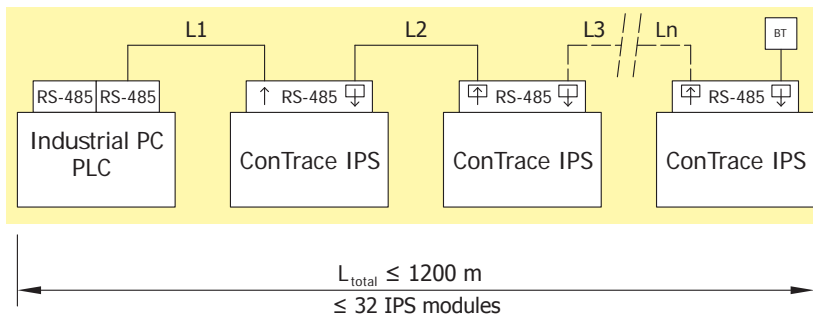 L1 L2 L3 Ln BT
RS-485 RS-485 RS-485 RS-485 RS-485
Industrial PC
PLC
ConTrace IPS ConTrace IPS ConTrace IPS
L total ≤ 1200 m
≤ 32 IPS modules